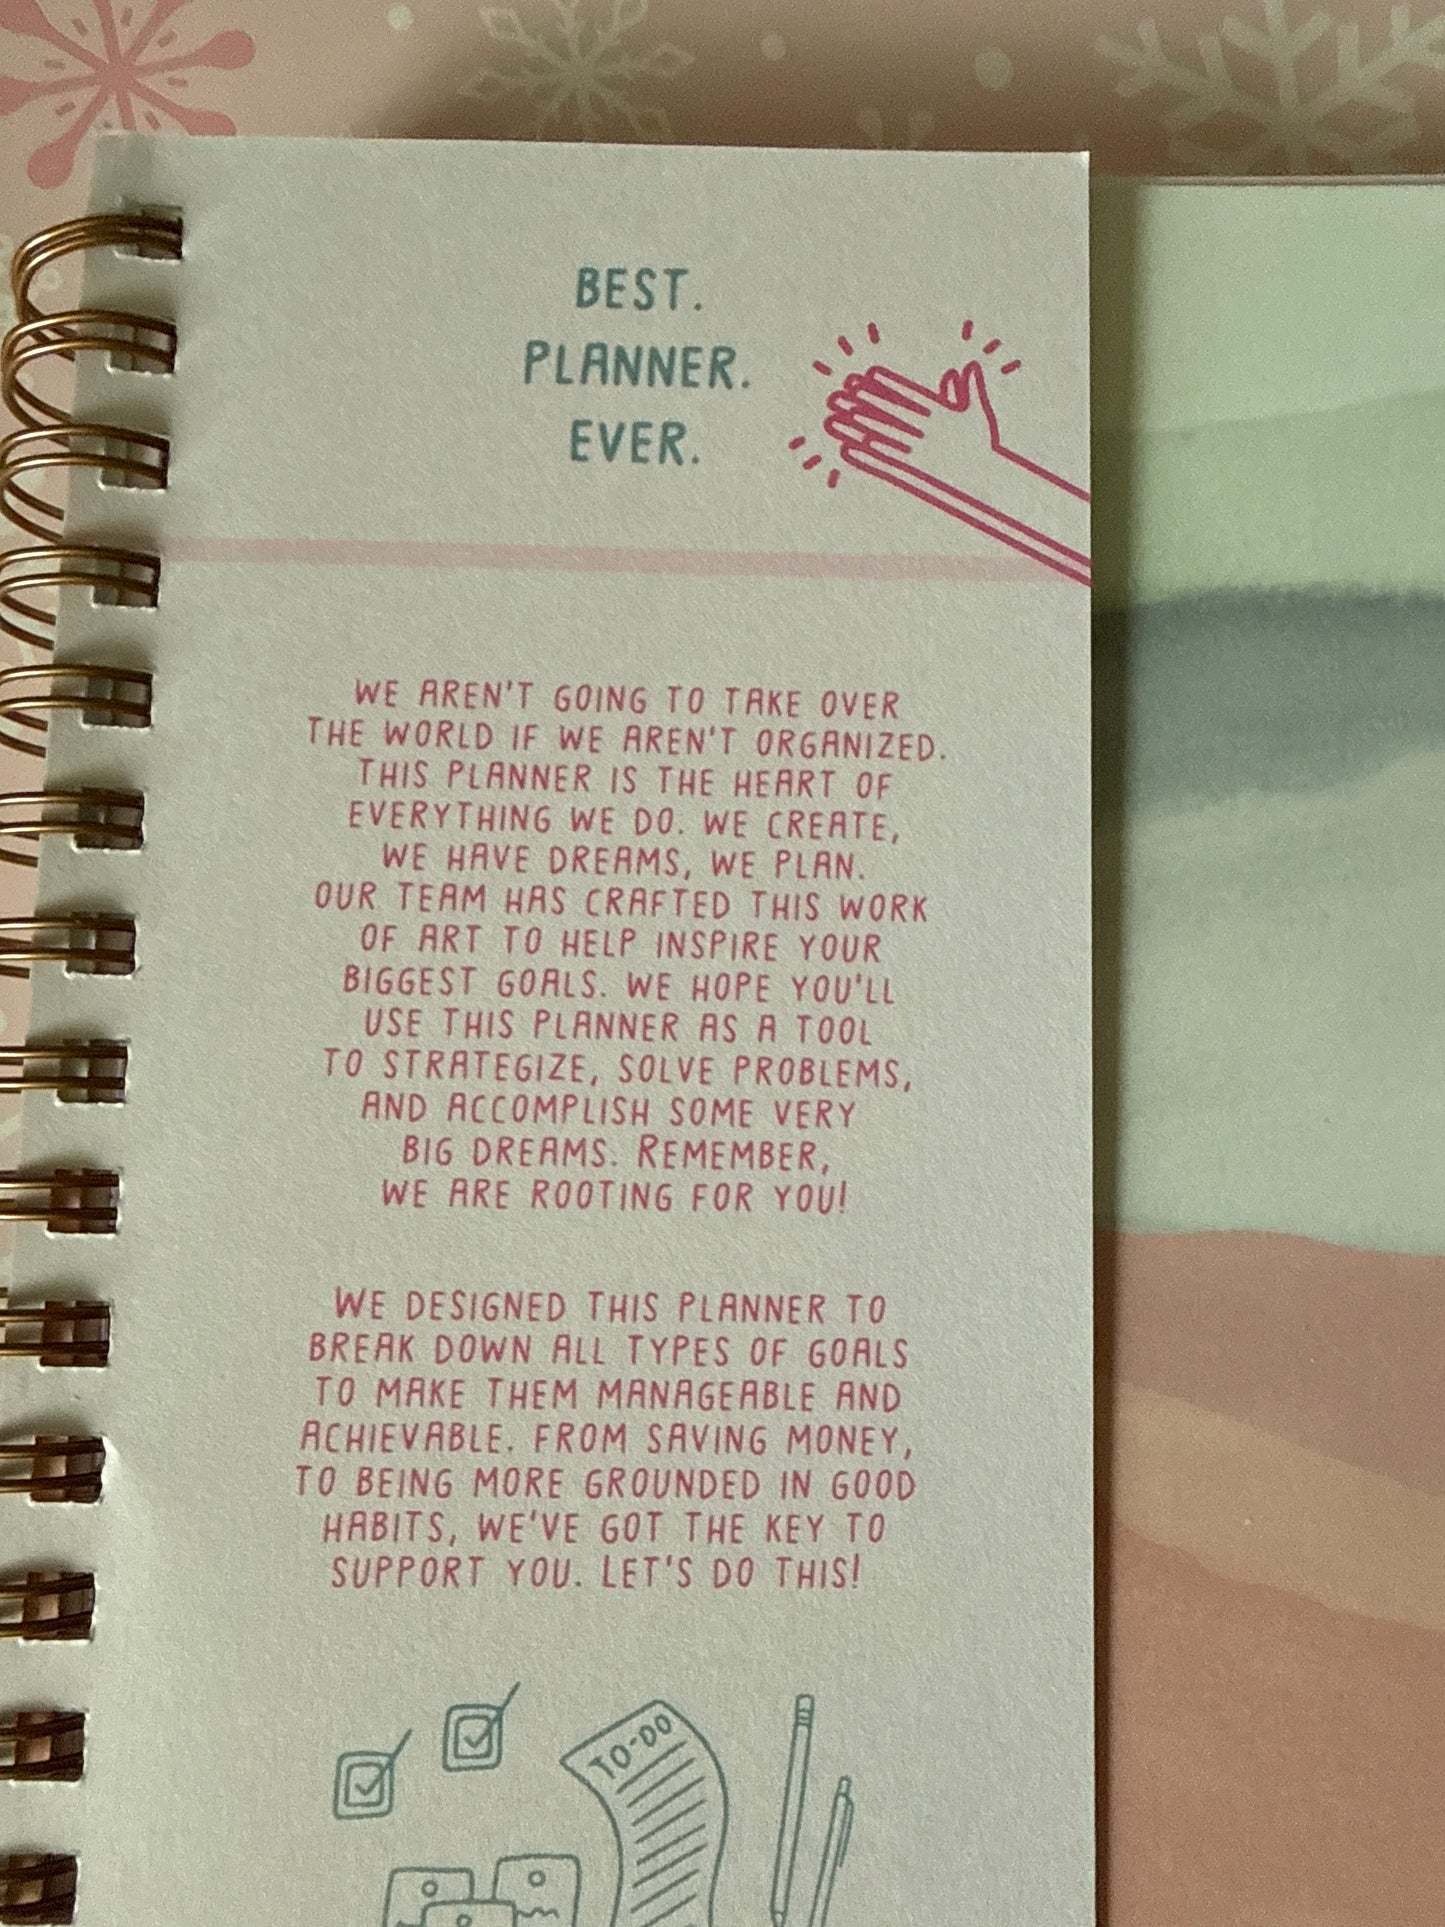 BEST.
PLANNER.
EVER.
WE AREN'T GOING TO TAKE OVER
THE WORLD IF WE AREN'T ORGANIZED.
THIS PLANNER IS THE HEART OF
EVERYTHING WE DO. WE CREATE,
WE HAVE DREAMS, WE PLAN.
OUR TEAM HAS CRAFTED THIS WORK
OF ART TO HELP INSPIRE YOUR
BIGGEST GOALS. WE HOPE YOU'LL
USE THIS PLANNER AS A TOOL
TO STRATEGIZE, SOLVE PROBLEMS,
AND ACCOMPLISH SOME VERY
BIG DREAMS. REMEMBER,
WE ARE ROOTING FOR YOU!
WE DESIGNED THIS PLANNER TO
BREAK DOWN ALL TYPES OF GOALS
TO MAKE THEM MANAGEABLE AND
ACHIEVABLE. FROM SAVING MONEY,
TO BEING MORE GROUNDED IN GOOD
HABITS, WE'VE GOT THE KEY TO
SUPPORT YOU. LET'S DO THIS!
TO-DO